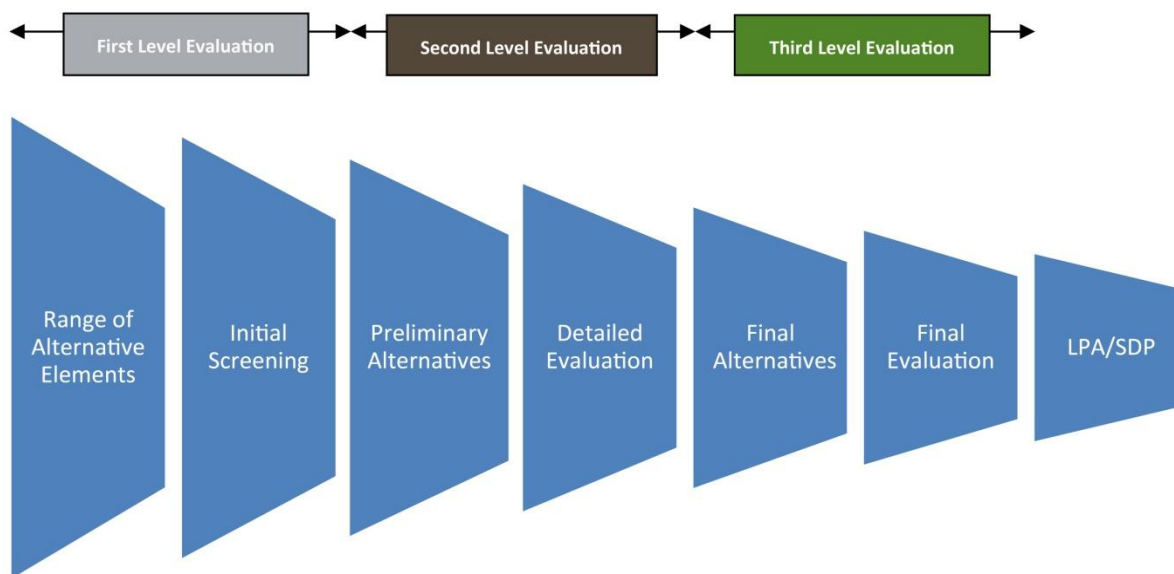 First Level Evaluation
Second Level Evaluation
Third Level Evaluation
Range of
Alternative
Elements
Initial
Screening
Preliminary
Alternatives
Detailed
Evaluation
Final
Alternatives
Final
Evaluation
LPA/SDP